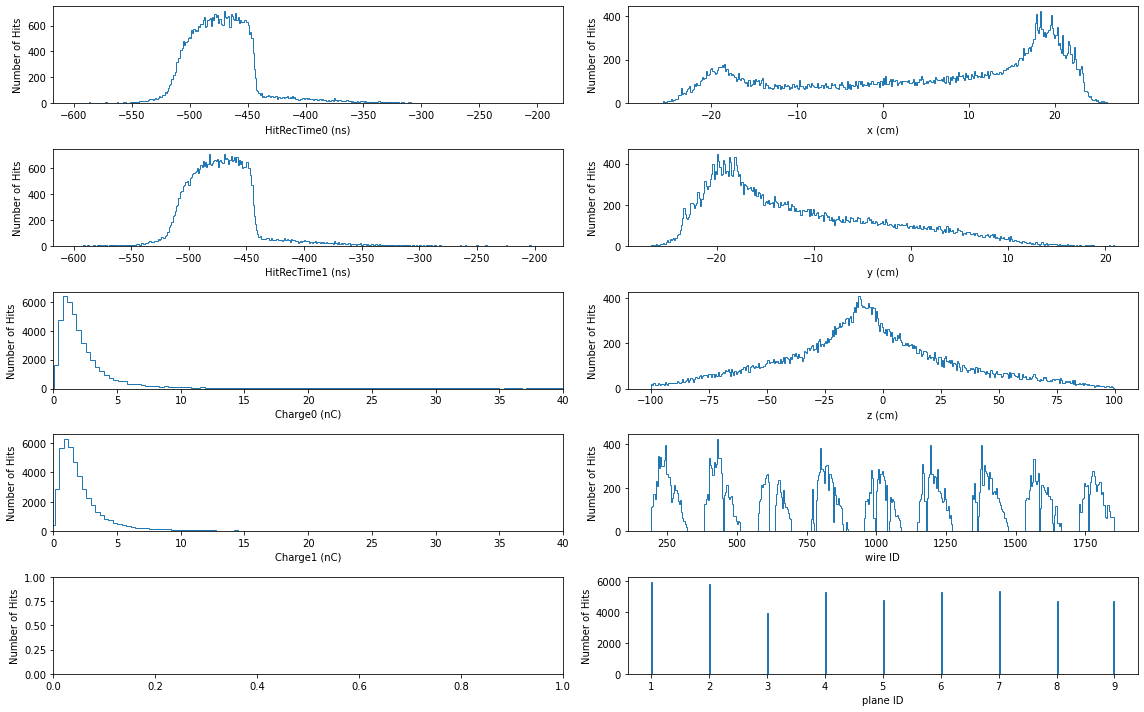 Number of Hits
600
400
200
0
−600 −550 −500 −450 −400 −350 −300 −250 −200
HitRecTime0 (ns)
Number of Hits
400
200
0
−20 −10 0 10 20
x (cm)
Number of Hits
600
400
200
0
−600 −550 −500 −450 −400 −350 −300 −250 −200
HitRecTime1 (ns)
Number of Hits
400
200
0
−20 −10 0 10 20
y (cm)
Number of Hits
6000
4000
2000
0
0 5 10 15 20 25 30 35 40
Charge0 (nC)
Number of Hits
400
200
0
−100 −75 −50 −25 0 25 50 75 100
z (cm)
Number of Hits
6000
4000
2000
0
0 5 10 15 20 25 30 35 40
Charge1 (nC)
Number of Hits
400
200
0
250 500 750 1000 1250 1500 1750
wire ID
Number of Hits
1.00
0.75
0.50
0.25
0.00
0.0 0.2 0.4 0.6 0.8 1.0
Number of Hits
6000
4000
2000
0
1 2 3 4 5 6 7 8 9
plane ID